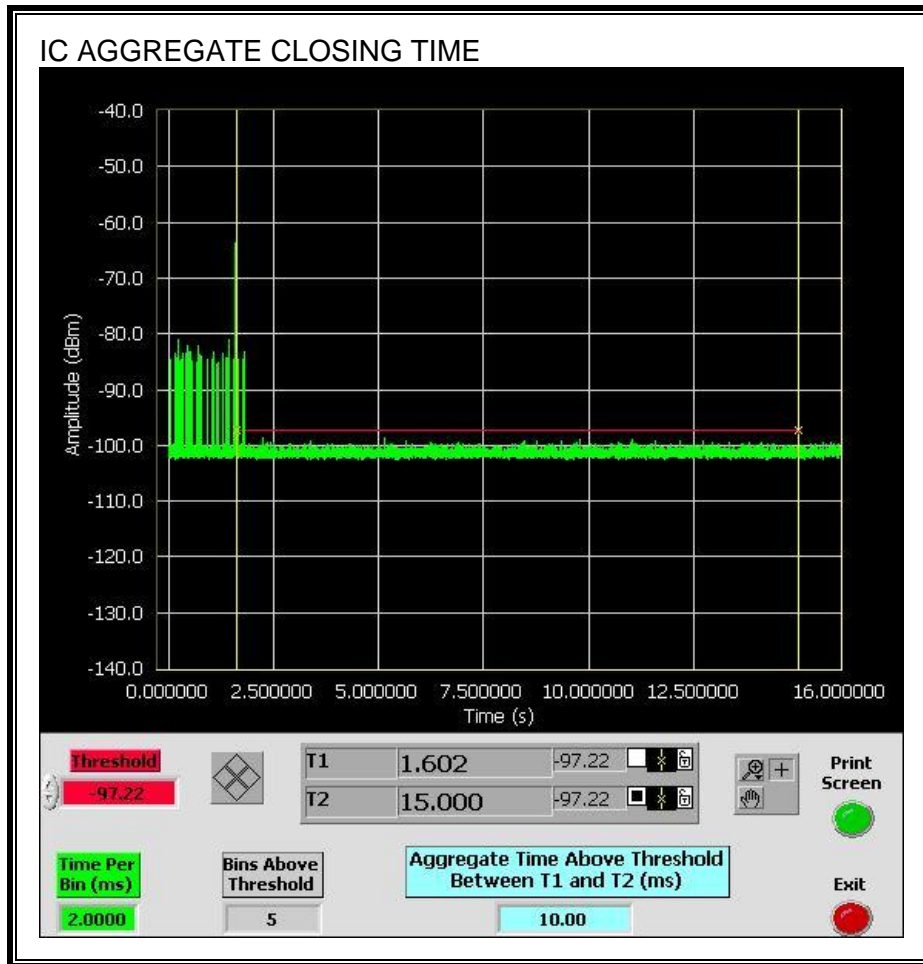 IC AGGREGATE CLOSING TIME
-40.0
-50.0
-60.0
-70.0
-80.0
-90.0
-100.0
-110.0
-120.0
-130.0
-140.0
Amplitude (dBm)
0.000000 2.500000 5.000000 7.500000 10.000000 12.500000 16.000000
Time (s)
Threshold
-97.22
T1 1.602 -97.22
T2 15.000 -97.22
Print Screen
Time Per Bin (ms)
2.0000
Bins Above Threshold
5
Aggregate Time Above Threshold
Between T1 and T2 (ms)
10.00
Exit